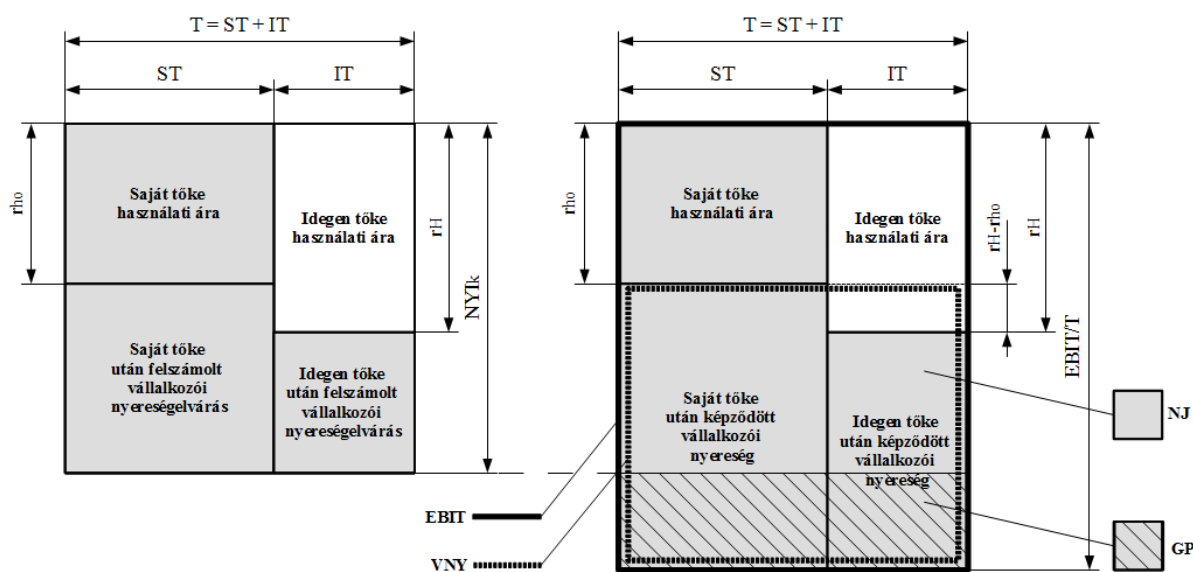 T = ST + IT
ST
IT
rho
Saját tőke
használati ára
Idegen tőke
használati ára
rH
NYIk
Saját tőke
után felszámolt
vállalkozói
nyereségelvárás
Idegen tőke
után felszámolt
vállalkozói
nyereségelvárás
T = ST + IT
ST
IT
rho
Saját tőke
használati ára
Idegen tőke
használati ára
rH-rho
rH
EBIT/T
Saját tőke
után képződött
vállalkozói
nyereség
Idegen tőke
után képződött
vállalkozói
nyereség
NJ
GP
EBIT
VNY